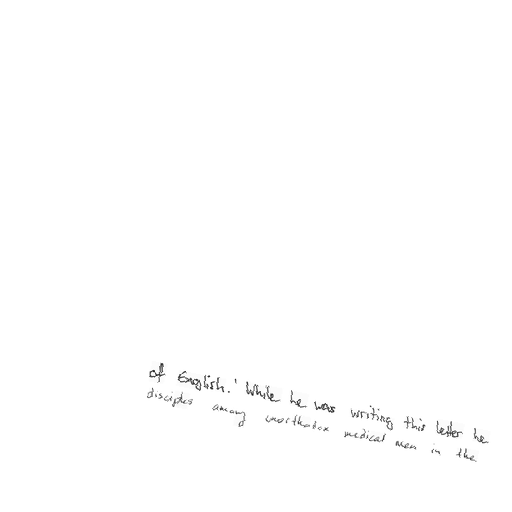 of English.' While he was writing this letter he
disciples among unorthodox medical men in the